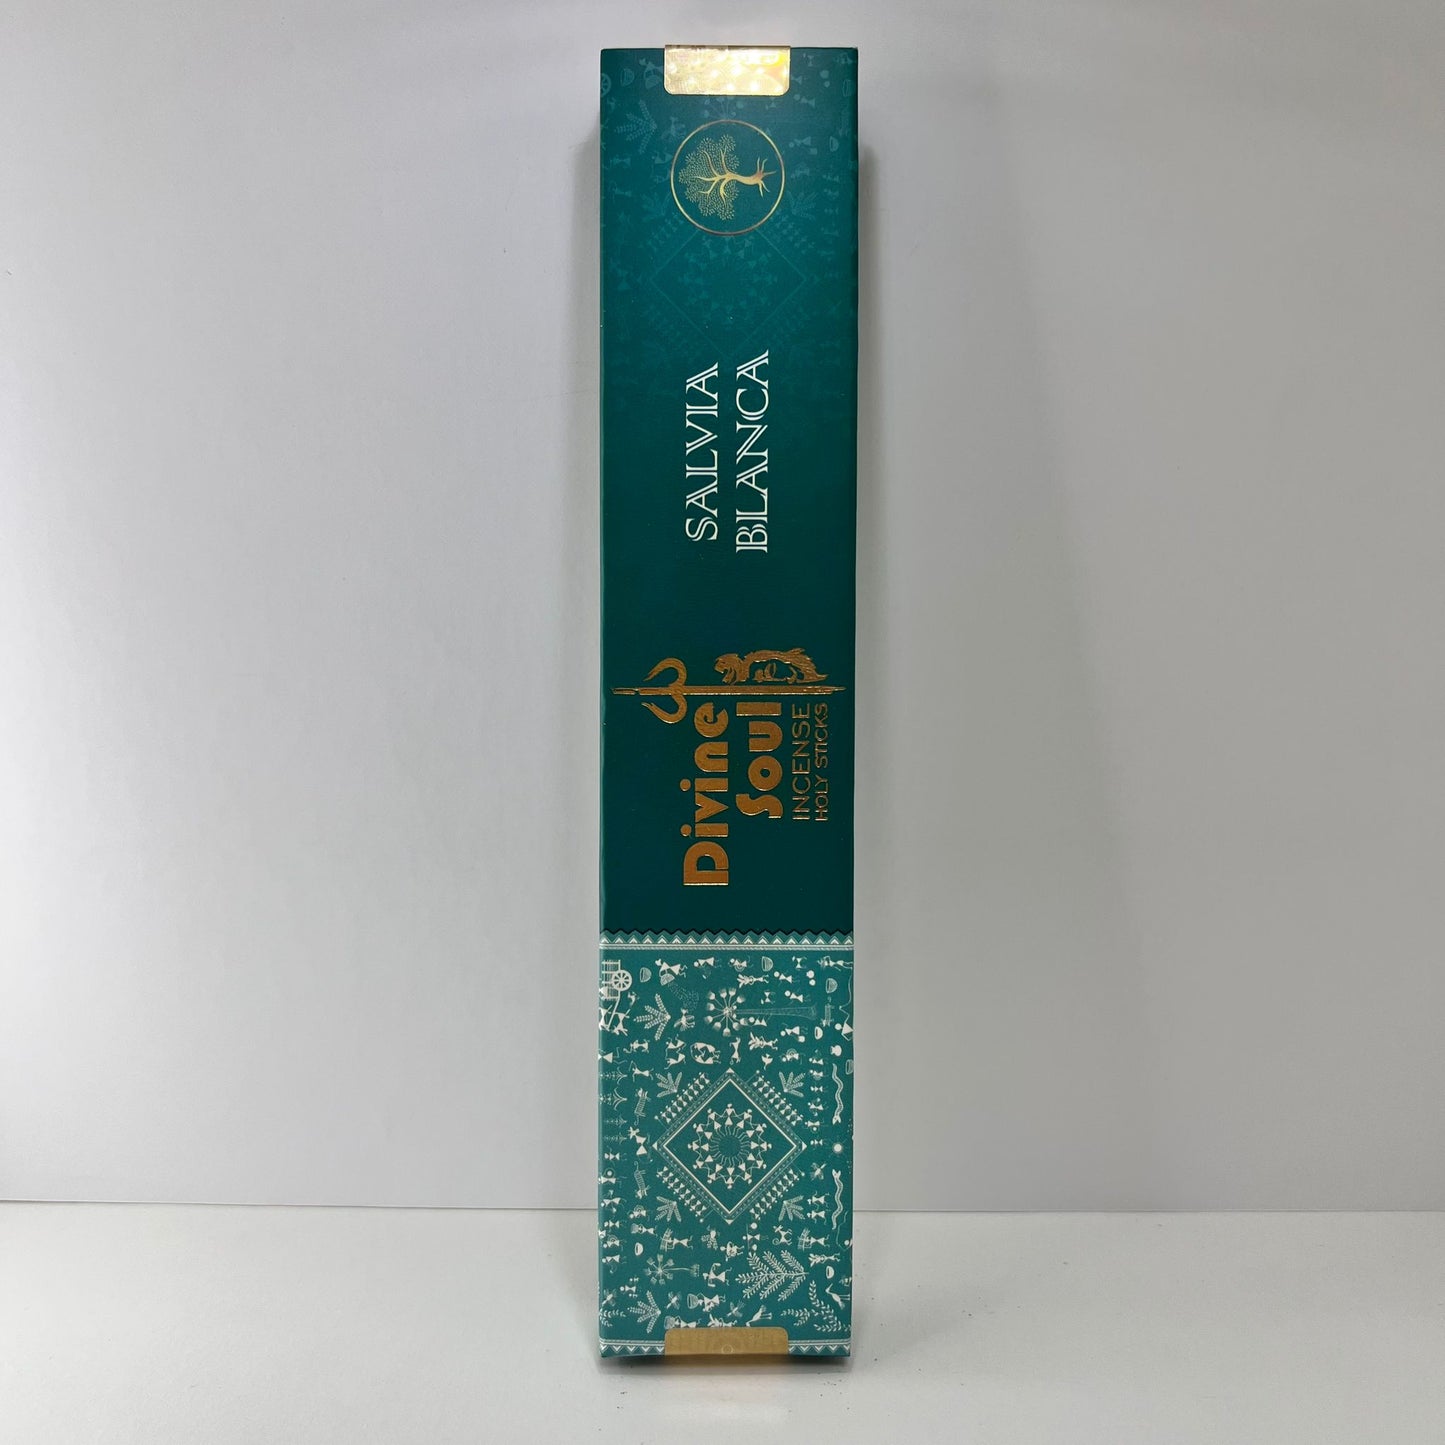 Divine
Soul
INCENSE
HOLY STICKS
SALVIA
BLANCA